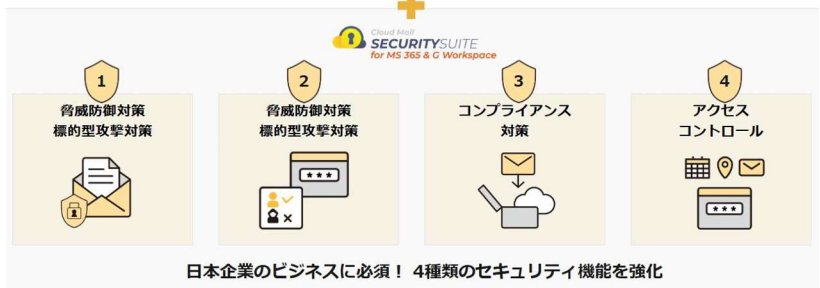 Cloud Mail
SECURITYSUITE
for MS 365 & G Workspace
1
脅威防御対策
標的型攻撃対策
2
脅威防御対策
標的型攻撃対策
3
コンプライアンス
対策
4
アクセス
コントロール
日本企業のビジネスに必須! 4種類のセキュリティ機能を強化